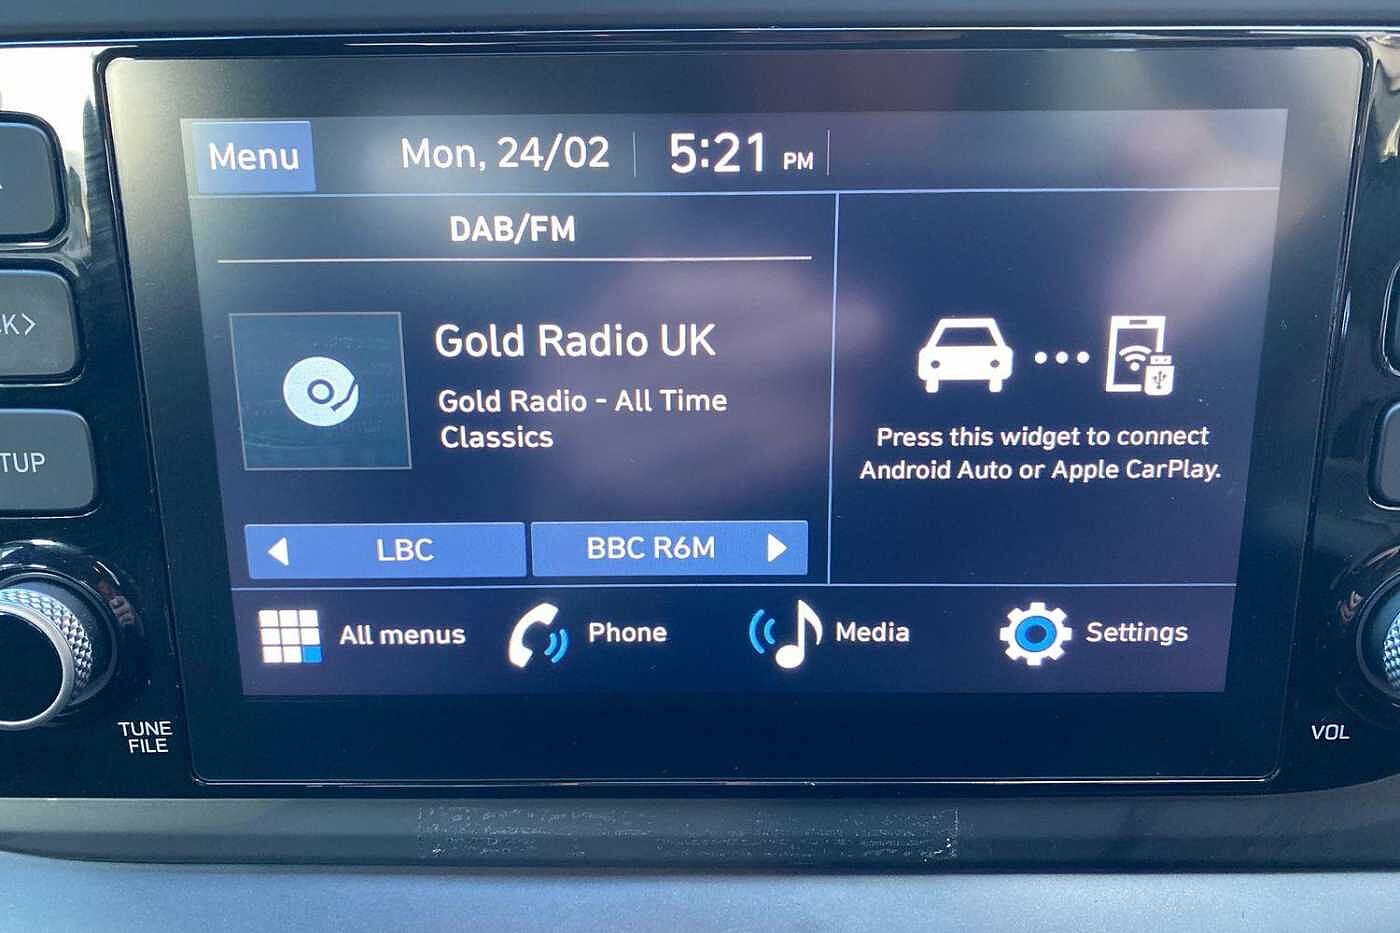 Menu
Mon, 24/02
5:21 PM
DAB/FM
Gold Radio UK
Gold Radio - All Time
Classics
LBC
BBC R6M
Press this widget to connect
Android Auto or Apple CarPlay.
All menus
Phone
Media
Settings
K>
TUP
TUNE
FILE
VOL